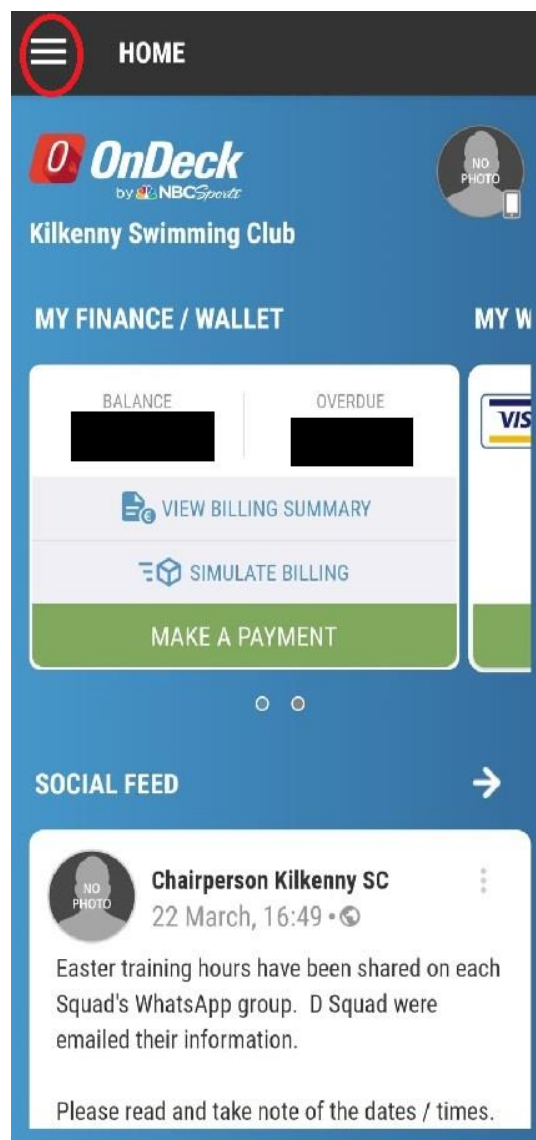 HOME
OnDeck
by NBC Sports
NO
PHOTO
Kilkenny Swimming Club
MY FINANCE / WALLET
MY W
BALANCE
OVERDUE
VIS
VIEW BILLING SUMMARY
SIMULATE BILLING
MAKE A PAYMENT
SOCIAL FEED
NO
PHOTO
Chairperson Kilkenny SC
22 March, 16:49 •
Easter training hours have been shared on each
Squad's WhatsApp group. D Squad were
emailed their information.
Please read and take note of the dates / times.